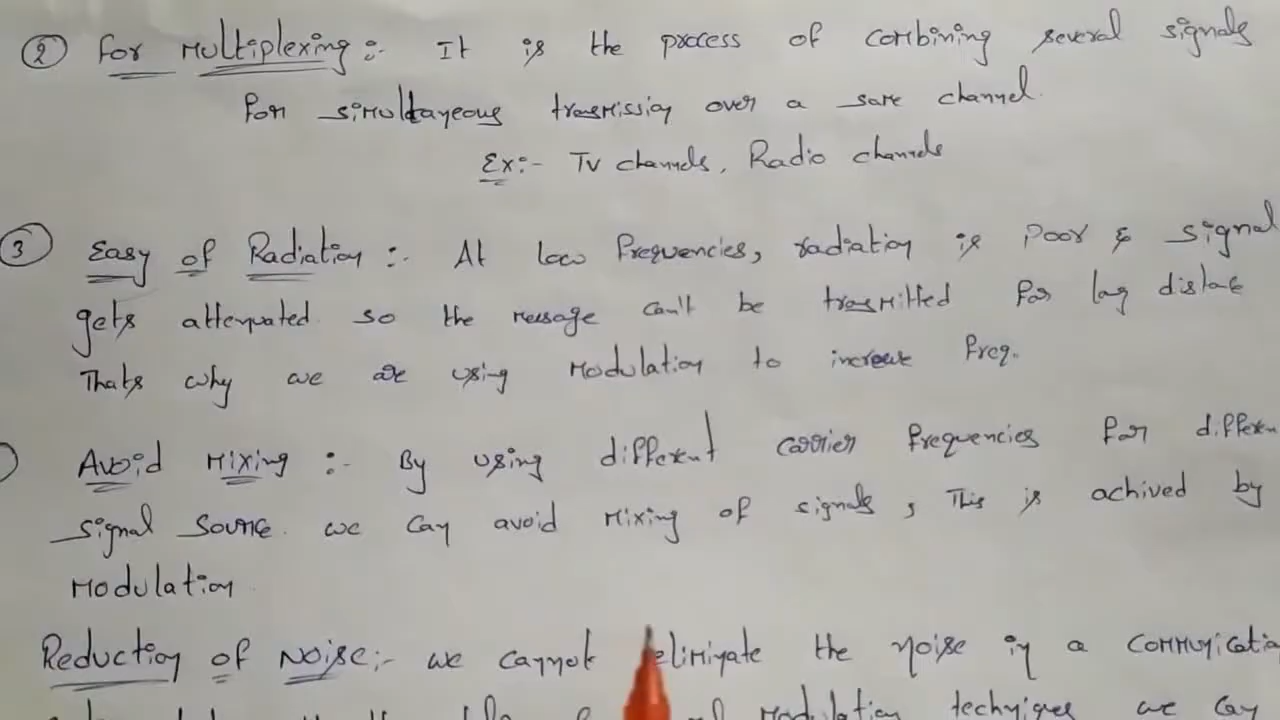 ② For Multiplexing :- It is the process of combining several signals
for simultaneous transmission over a same channel.
Ex:- TV channels, Radio channels
③ Easy of Radiation :- At low frequencies, radiation is poor & signal
gets attenuated. so the message can't be transmitted for long distance
Thats why we are using modulation to increase freq.
Avoid Mixing :- By using different carrier frequencies for differen
signal source. we can avoid mixing of signals, This is achived by
Modulation.
Reduction of Noise:- we cannot eliminate the noise in a communicatio
modulation techniques we can